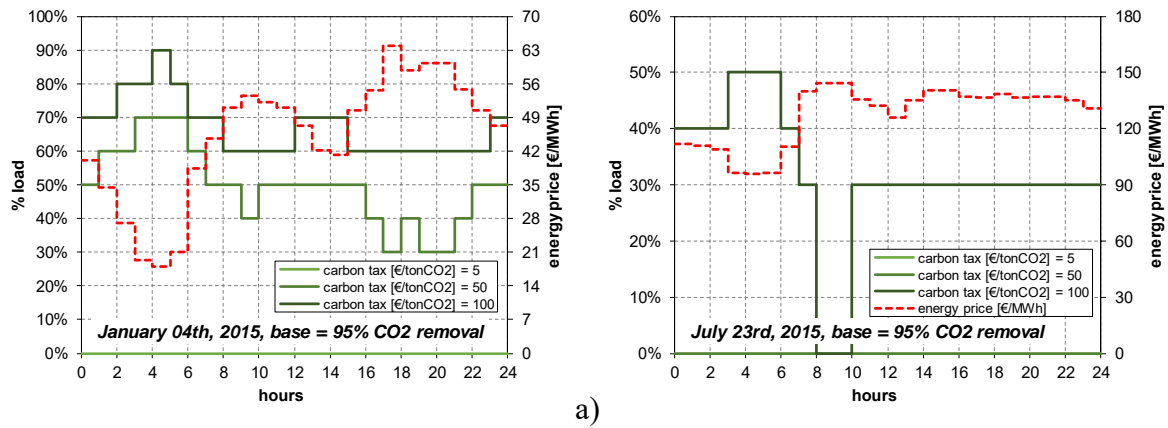 100%
90%
80%
70%
60%
50%
40%
30%
20%
10%
0%
% load
70
63
56
49
42
35
28
21
14
7
0
energy price [€/MWh]
carbon tax [€/tonCO2] = 5
carbon tax [€/tonCO2] = 50
carbon tax [€/tonCO2] = 100
January 04th, 2015, base = 95% CO2 removal
0 2 4 6 8 10 12 14 16 18 20 22 24
hours
a)
60%
50%
40%
30%
20%
10%
0%
% load
180
150
120
90
60
30
0
energy price [€/MWh]
carbon tax [€/tonCO2] = 5
carbon tax [€/tonCO2] = 50
carbon tax [€/tonCO2] = 100
energy price [€/MWh]
July 23rd, 2015, base = 95% CO2 removal
0 2 4 6 8 10 12 14 16 18 20 22 24
hours